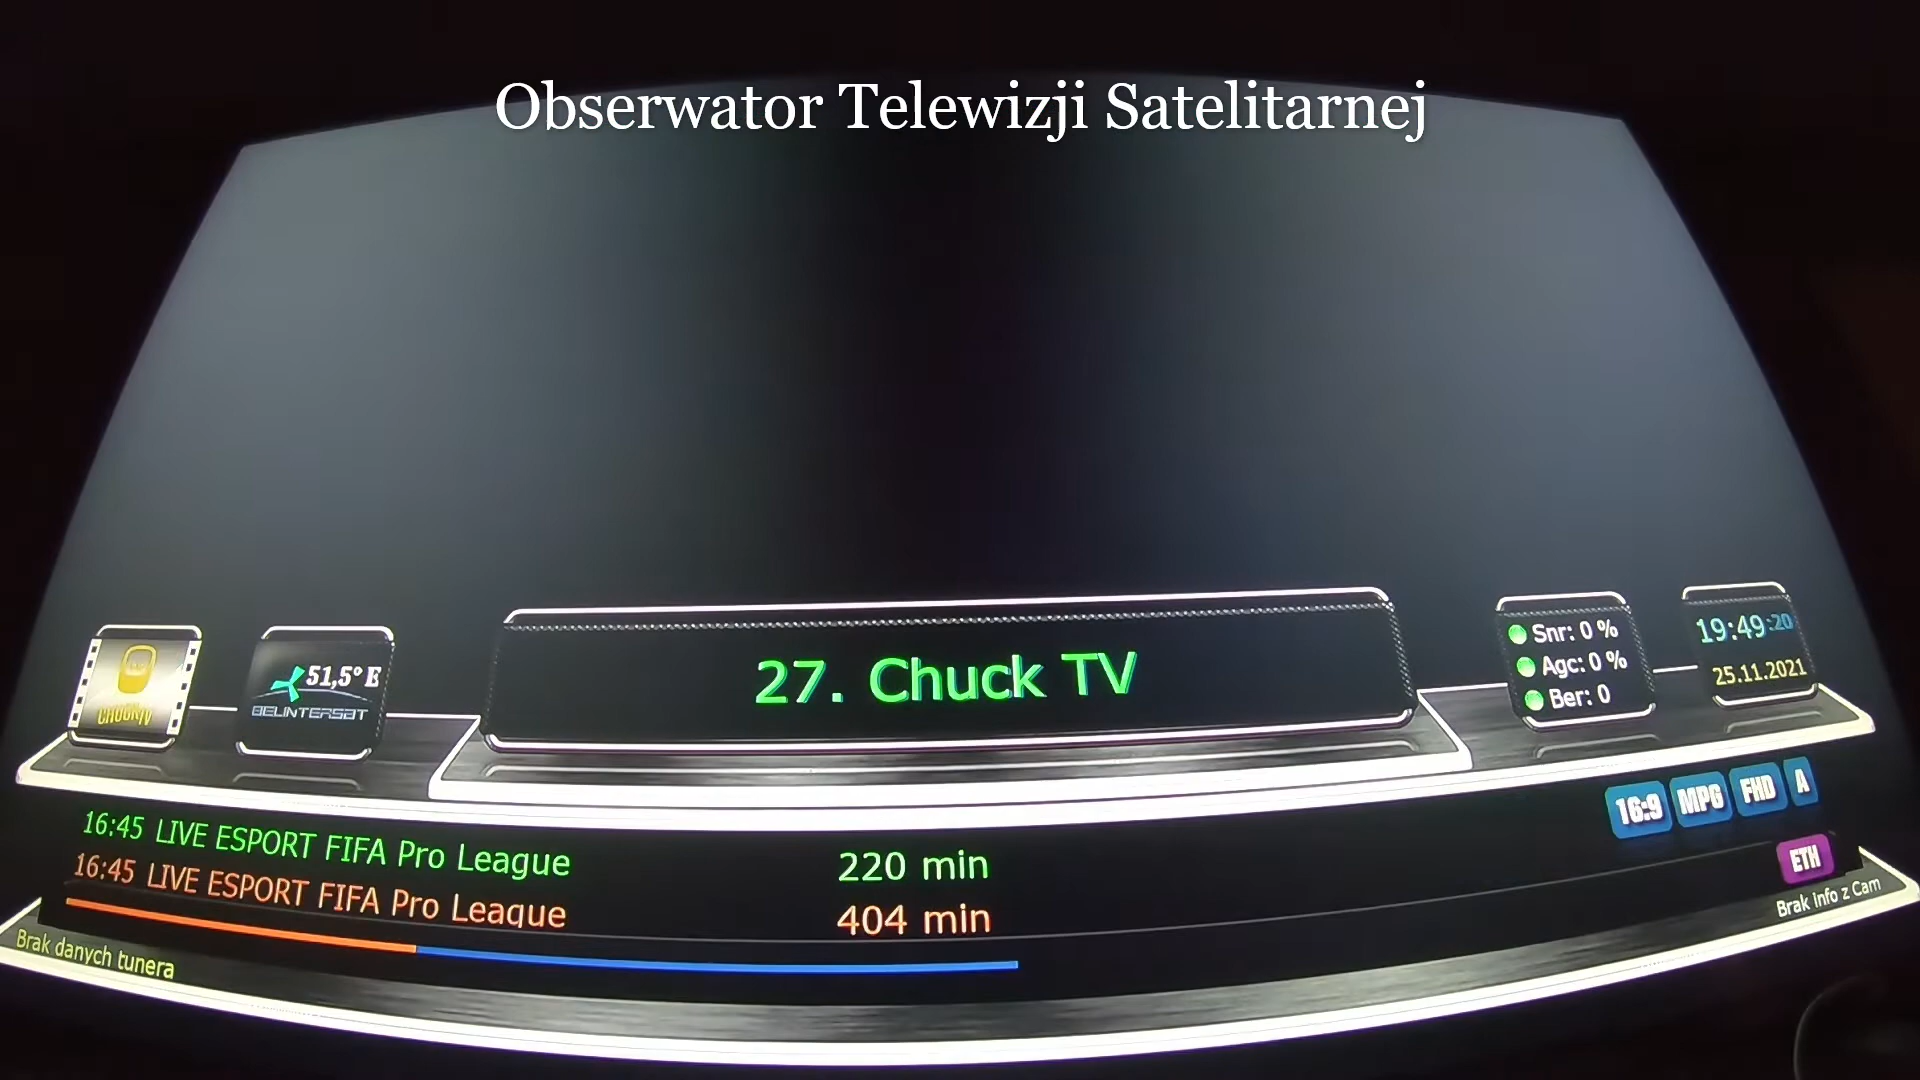 Obserwator Telewizji Satelitarnej
CHUCKTV
51,5° E
BELINTERSAT
27. Chuck TV
Snr: 0 %
Agc: 0 %
Ber: 0
19:49:20
25.11.2021
16:9 MPG FHD A
16:45 LIVE ESPORT FIFA Pro League 220 min
16:45 LIVE ESPORT FIFA Pro League 404 min
ETH
Brak info z Cam
Brak danych tunera